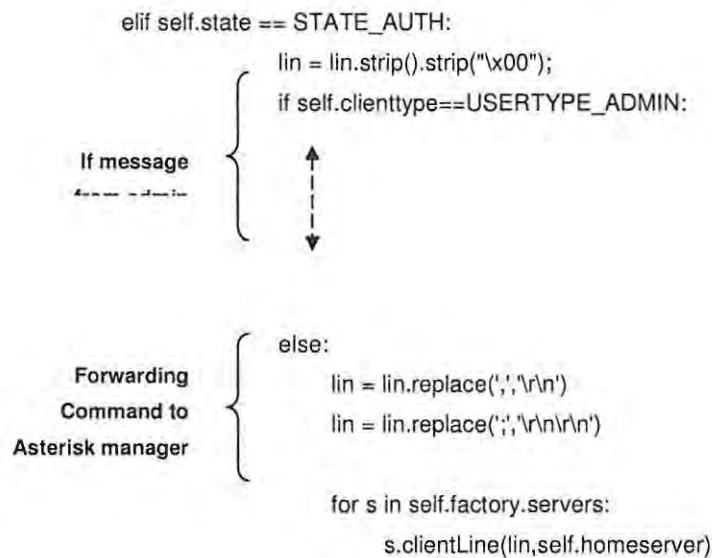 elif self.state == STATE_AUTH:
lin = lin.strip().strip("\x00");
if self.clienttype==USERTYPE_ADMIN:
If message
else:
lin = lin.replace(',','\r\n')
lin = lin.replace(';','\r\n\r\n')
Forwarding
Command to
Asterisk manager
for s in self.factory.servers:
s.clientLine(lin,self.homeserver)